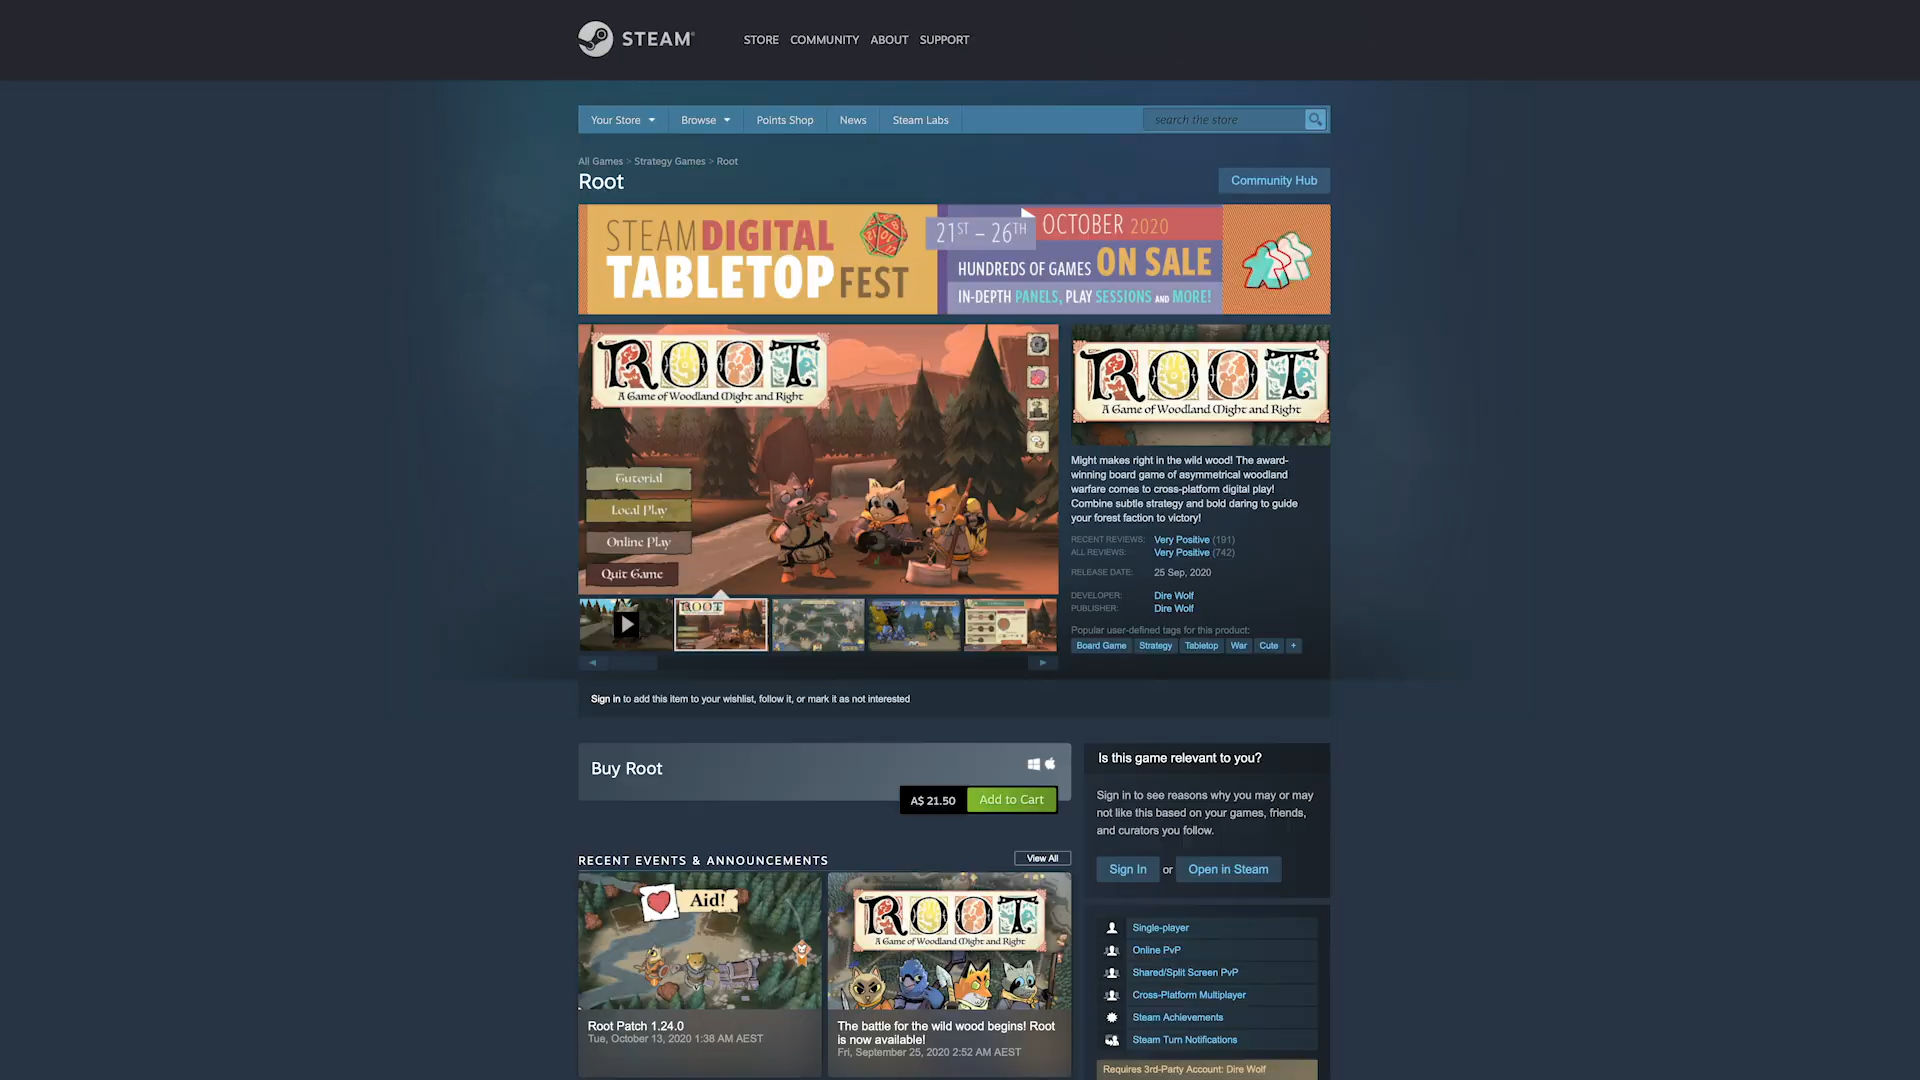 STEAM
STORE COMMUNITY ABOUT SUPPORT
Your Store Browse Points Shop News Steam Labs search the store
All Games > Strategy Games > Root
Root
Community Hub
STEAM DIGITAL
TABLETOP FEST
21ST – 26TH OCTOBER 2020
HUNDREDS OF GAMES ON SALE
IN-DEPTH PANELS, PLAY SESSIONS AND MORE!
ROOT
A Game of Woodland Might and Right
Tutorial
Local Play
Online Play
Quit Game
ROOT
ROOT
A Game of Woodland Might and Right
Might makes right in the wild wood! The award-
winning board game of asymmetrical woodland
warfare comes to cross-platform digital play!
Combine subtle strategy and bold daring to guide
your forest faction to victory!
RECENT REVIEWS: Very Positive (191)
ALL REVIEWS: Very Positive (742)
RELEASE DATE: 25 Sep, 2020
DEVELOPER: Dire Wolf
PUBLISHER: Dire Wolf
Popular user-defined tags for this product:
Board Game Strategy Tabletop War Cute +
Sign in to add this item to your wishlist, follow it, or mark it as not interested
Buy Root
A$ 21.50 Add to Cart
RECENT EVENTS & ANNOUNCEMENTS View All
Aid!
Root Patch 1.24.0
Tue, October 13, 2020 1:38 AM AEST
ROOT
A Game of Woodland Might and Right
The battle for the wild wood begins! Root
is now available!
Fri, September 25, 2020 2:52 AM AEST
Is this game relevant to you?
Sign in to see reasons why you may or may
not like this based on your games, friends,
and curators you follow.
Sign In or Open in Steam
Single-player
Online PvP
Shared/Split Screen PvP
Cross-Platform Multiplayer
Steam Achievements
Steam Turn Notifications
Requires 3rd-Party Account: Dire Wolf